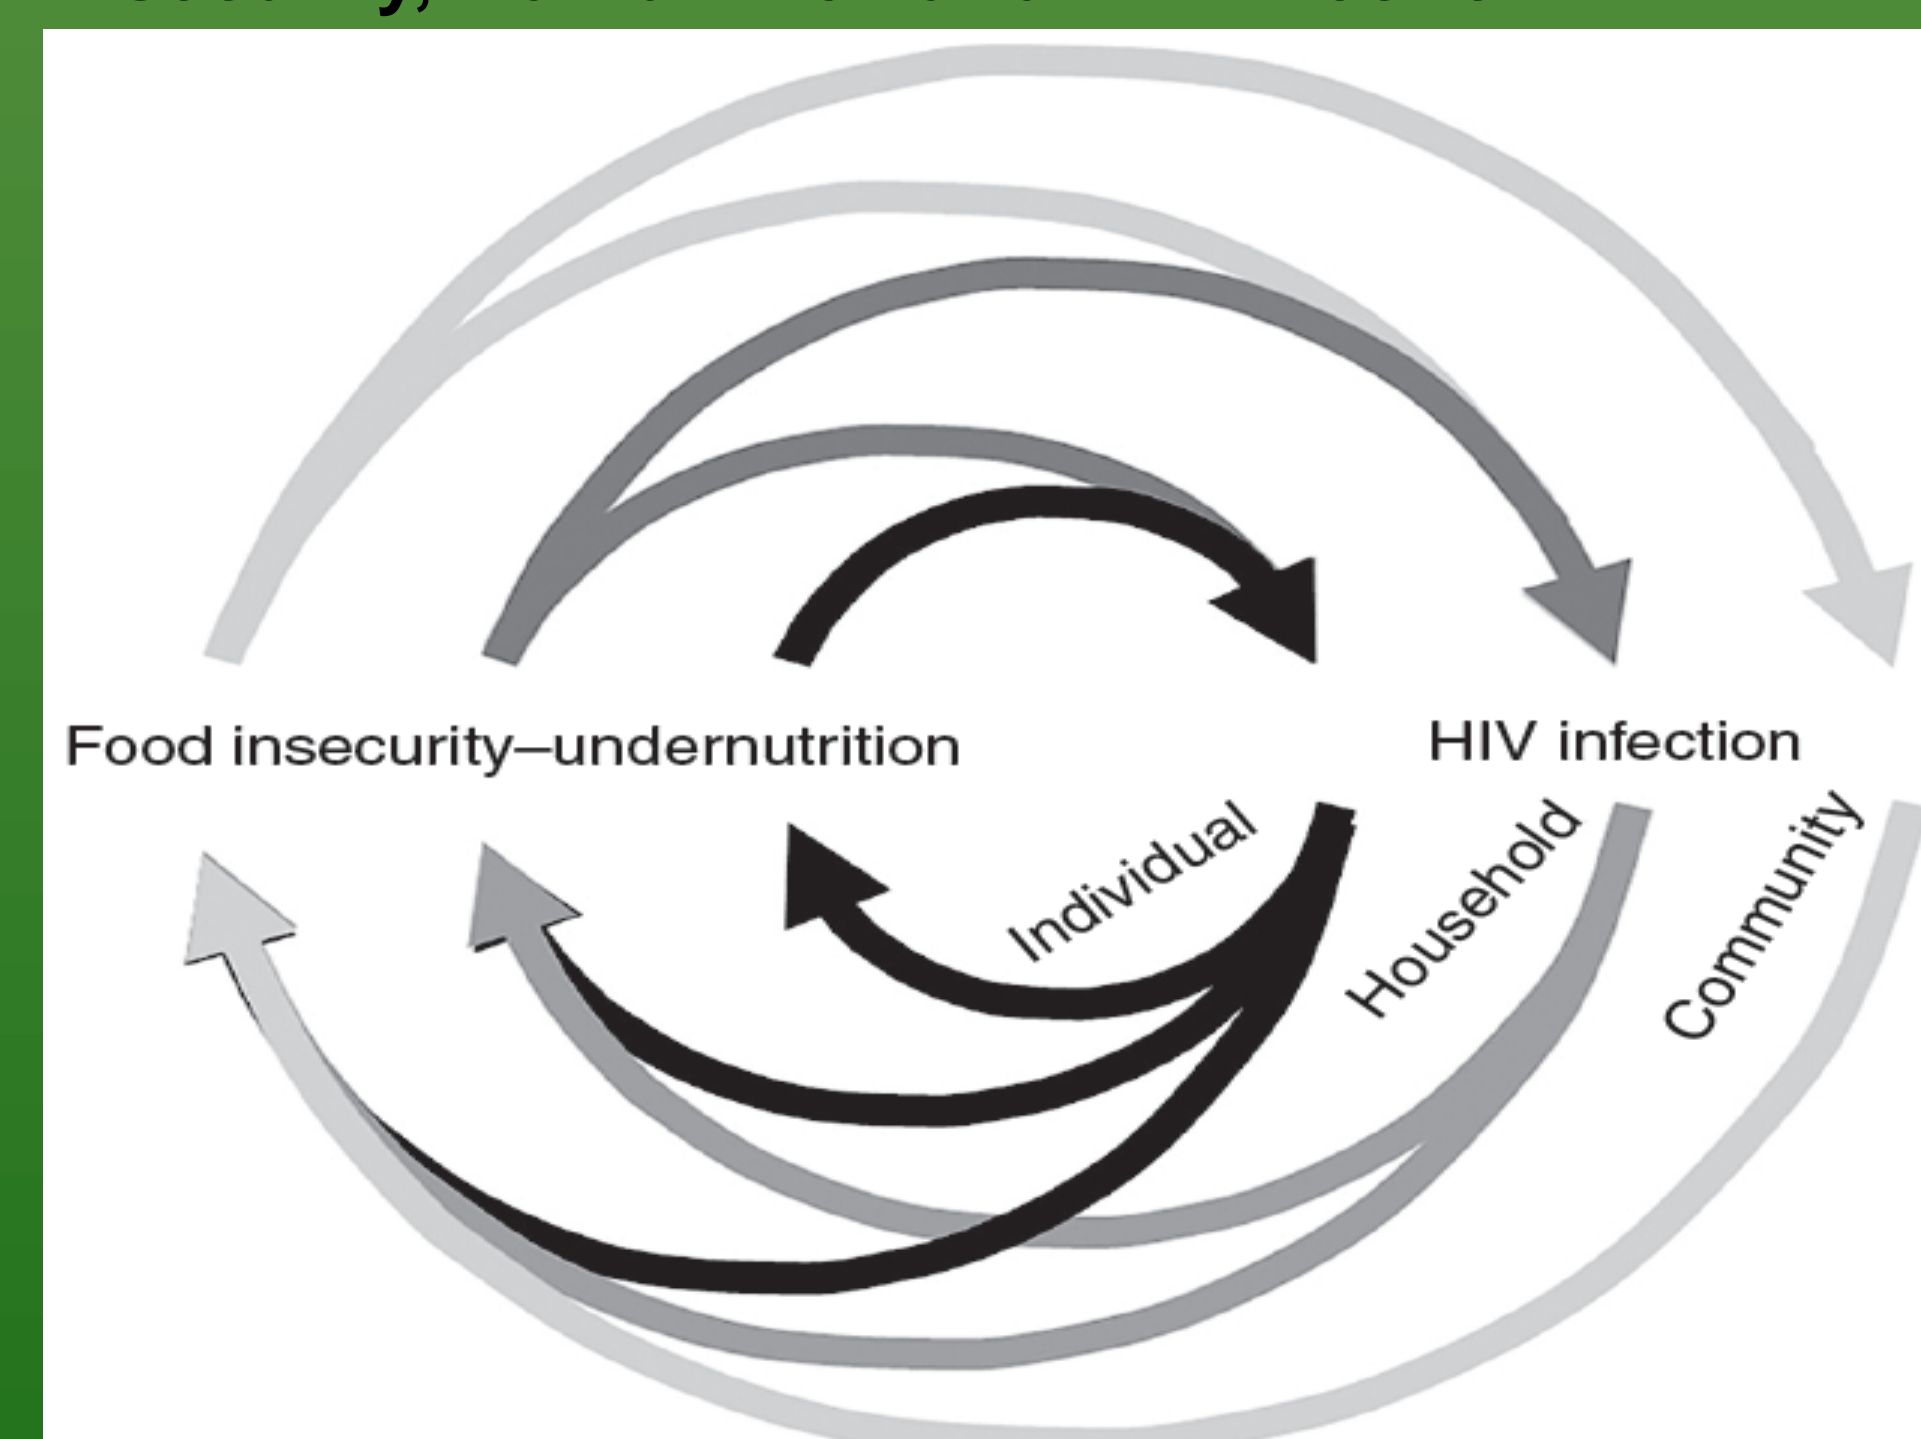 Food insecurity–undernutrition
HIV infection
Individual
Household
Community